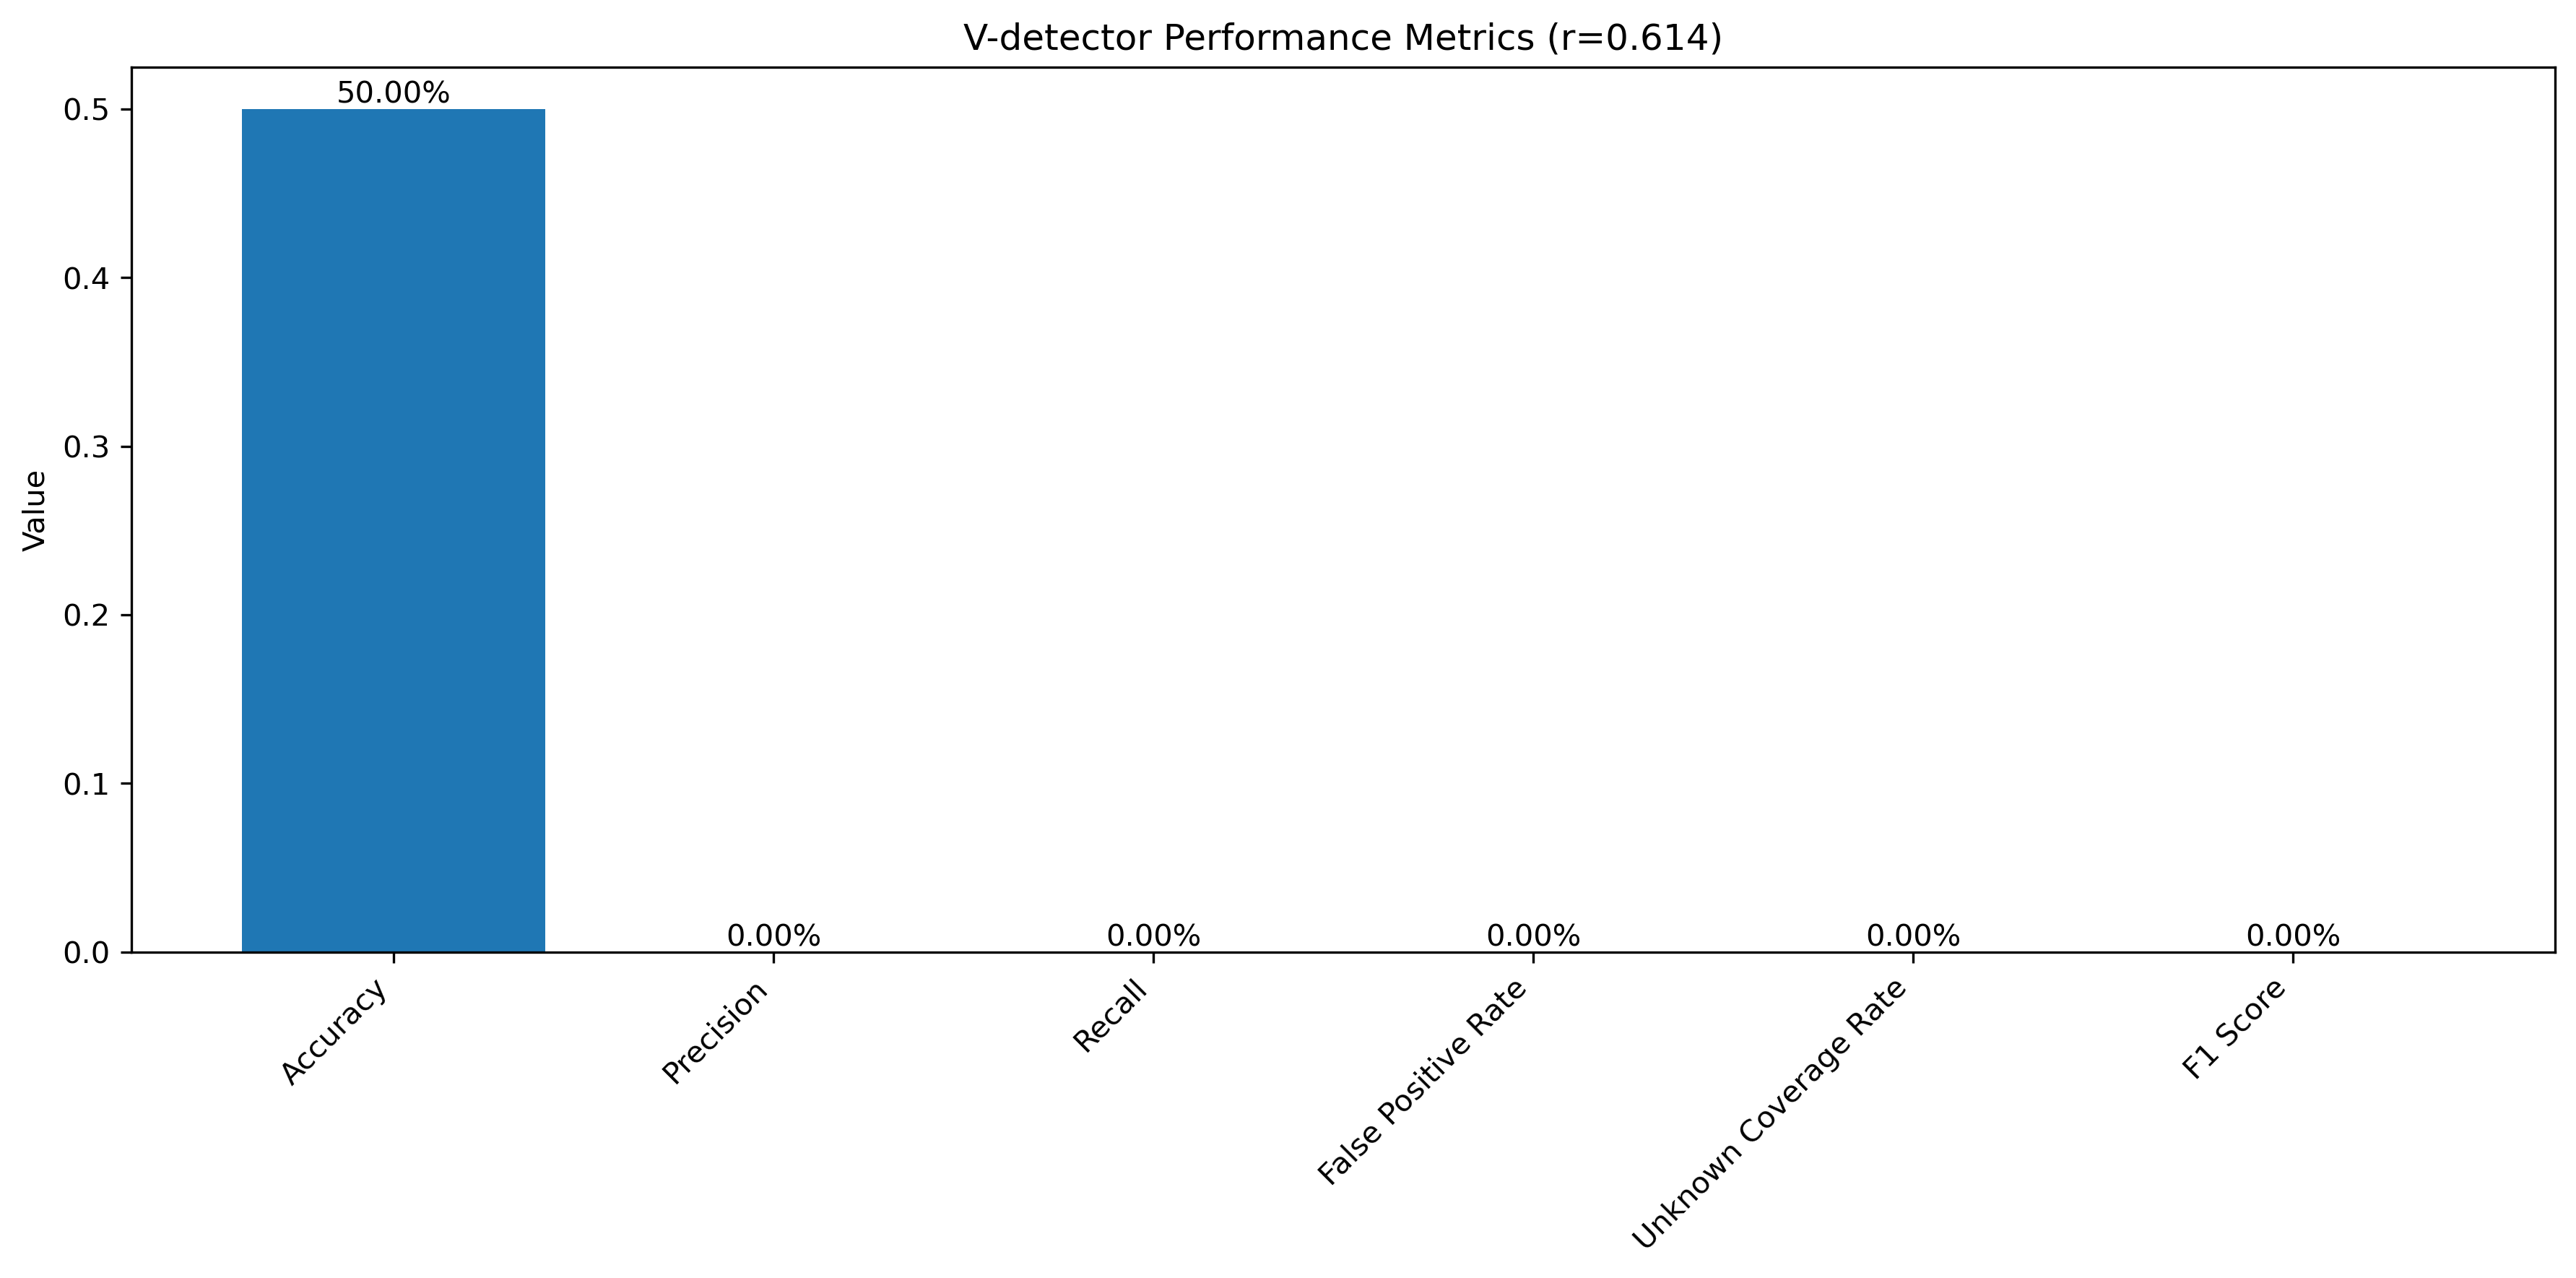 V-detector Performance Metrics (r=0.614)
50.00%
0.5
0.4
0.3
0.2
0.1
0.0
Value
0.00%
0.00%
0.00%
0.00%
0.00%
Accuracy
Precision
Recall
False Positive Rate
Unknown Coverage Rate
F1 Score